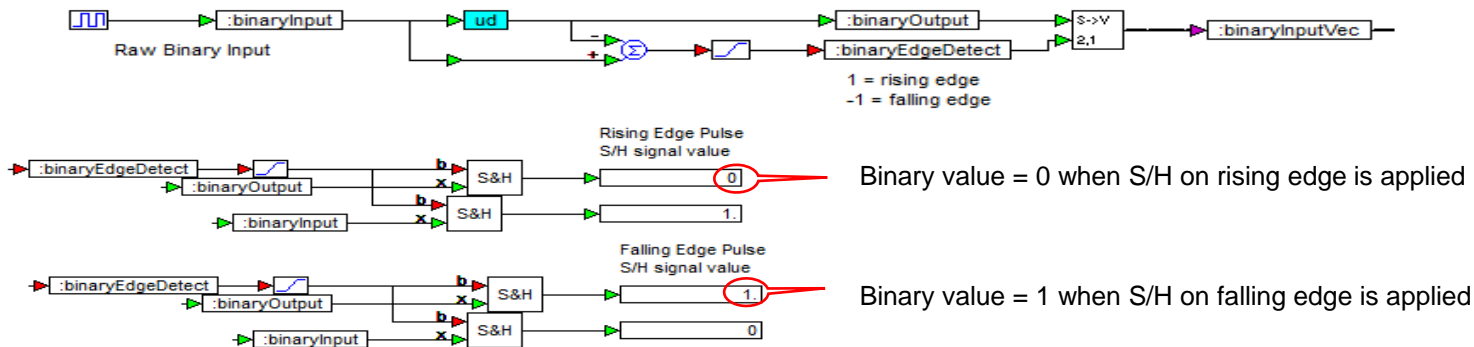 :binaryInput
ud
:binaryOutput
S->V
2,1
:binaryInputVec
Raw Binary Input
-
+
Σ
:binaryEdgeDetect
1 = rising edge
-1 = falling edge
Rising Edge Pulse
S/H signal value
:binaryEdgeDetect
b
x
S&H
0
Binary value = 0 when S/H on rising edge is applied
:binaryOutput
b
x
S&H
1.
:binaryInput
Falling Edge Pulse
S/H signal value
:binaryEdgeDetect
b
x
S&H
1.
Binary value = 1 when S/H on falling edge is applied
:binaryOutput
b
x
S&H
0
:binaryInput